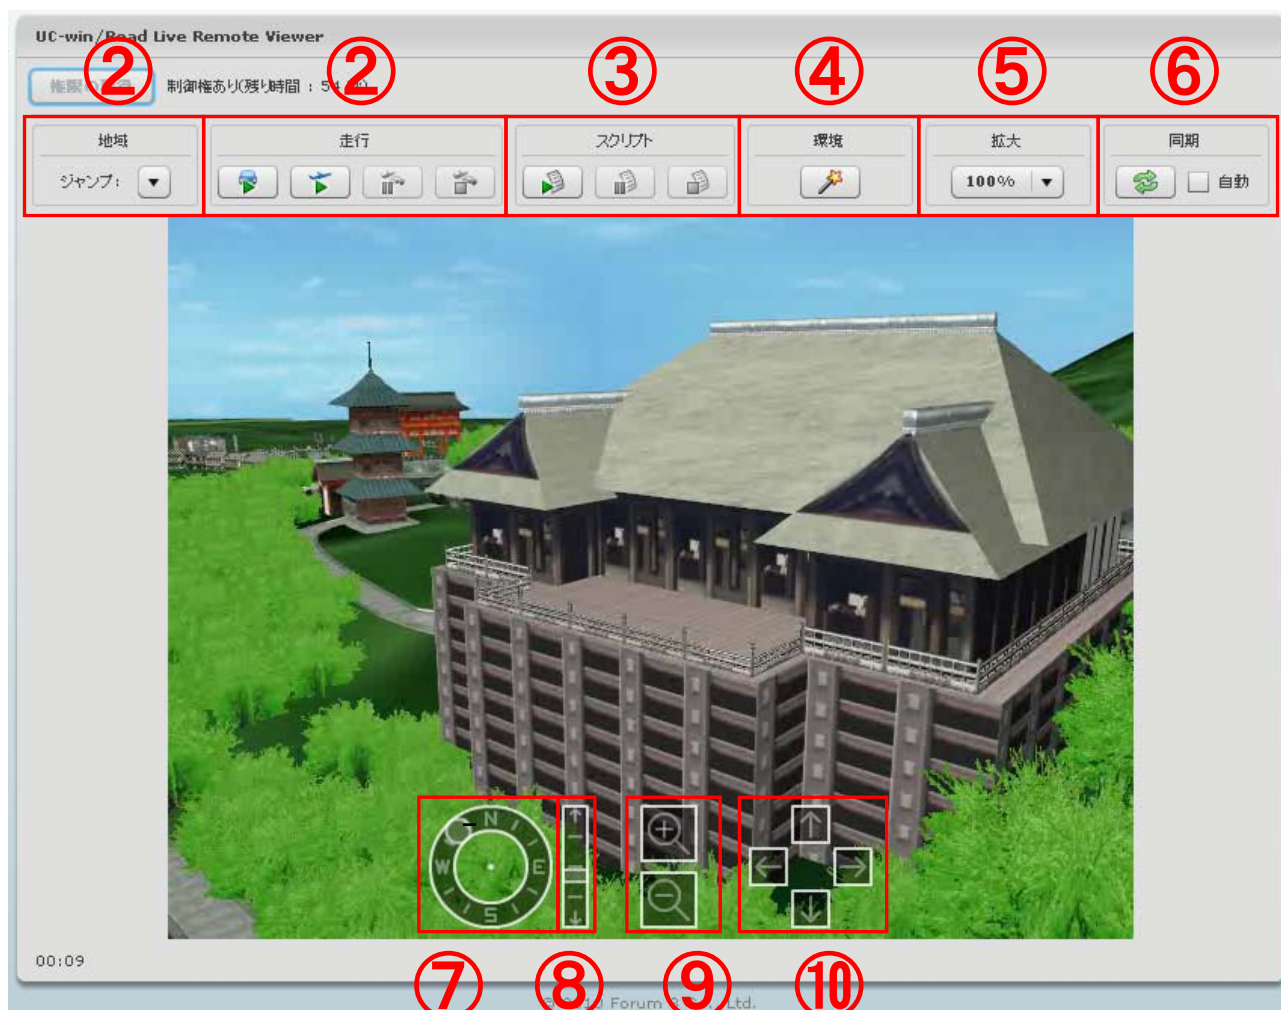 UC-win/Road Live Remote Viewer
② ② ③ ④ ⑤ ⑥
制御権あり(残り時間 : 54
地域 走行 スクリプト 環境 拡大 同期
ジャンプ: 100% 自動
N
W E
S
00:09
⑦ ⑧ ⑨ ⑩
Forum Ltd.